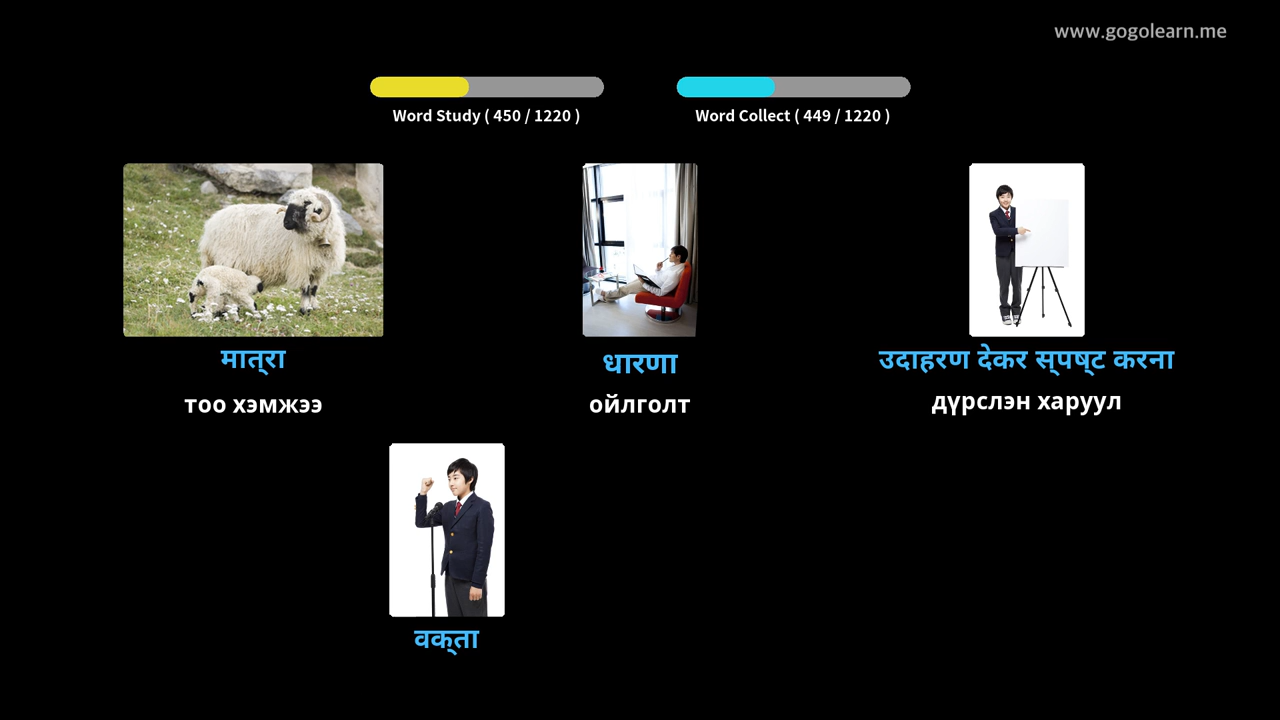 www.gogolearn.me
Word Study ( 450 / 1220 )
Word Collect ( 449 / 1220 )
मात्‌रा
тоо хэмжээ
धारणा
ойлголт
उदाहरण देकर स्‌पष्‌ट करना
дүрслэн харуул
वक्‌ता